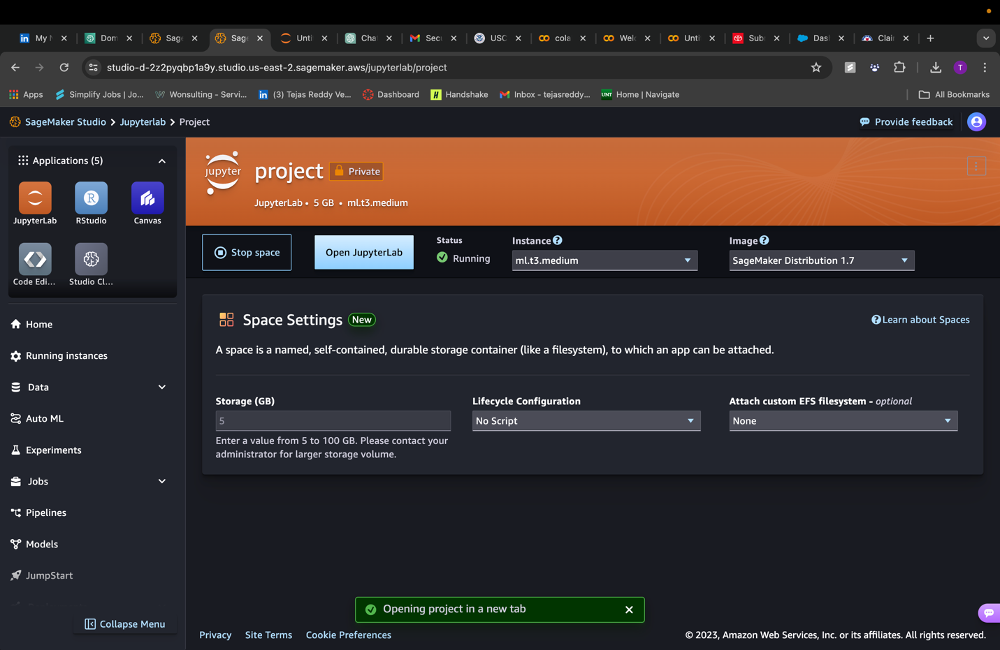 My N
Dom
Sage
Sage
Unti
Chat
Secu
USC
cola
Welc
Unti
Sub
Dasl
Clai
studio-d-2z2pyqbp1a9y.studio.us-east-2.sagemaker.aws/jupyterlab/project
T
Apps
Simplify Jobs | Jo...
Wonsulting - Servi...
(3) Tejas Reddy Ve...
Dashboard
Handshake
Inbox - tejasreddy...
UNT
Home | Navigate
All Bookmarks
SageMaker Studio > Jupyterlab > Project
Provide feedback
Applications (5)
JupyterLab
RStudio
Canvas
Code Edi...
Studio Cl...
Home
Running instances
Data
Auto ML
Experiments
Jobs
Pipelines
Models
JumpStart
Collapse Menu
jupyter
project
Private
JupyterLab • 5 GB • ml.t3.medium
Stop space
Open JupyterLab
Status
Running
Instance
ml.t3.medium
Image
SageMaker Distribution 1.7
Space Settings
New
Learn about Spaces
A space is a named, self-contained, durable storage container (like a filesystem), to which an app can be attached.
Storage (GB)
5
Enter a value from 5 to 100 GB. Please contact your
administrator for larger storage volume.
Lifecycle Configuration
No Script
Attach custom EFS filesystem - optional
None
Opening project in a new tab
Privacy
Site Terms
Cookie Preferences
© 2023, Amazon Web Services, Inc. or its affiliates. All rights reserved.